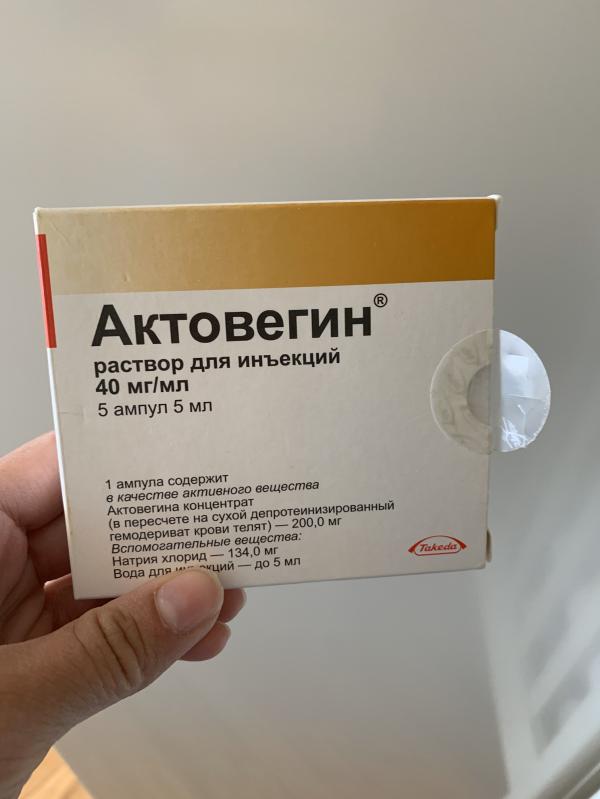 Актовегин®
раствор для инъекций
40 мг/мл
5 ампул 5 мл
1 ампула содержит
в качестве активного вещества
Актовегина концентрат
(в пересчете на сухой депротеинизированный
гемодериват крови телят) — 200,0 мг
Вспомогательные вещества:
Натрия хлорид — 134,0 мг
Вода для инъекций — до 5 мл
Takeda